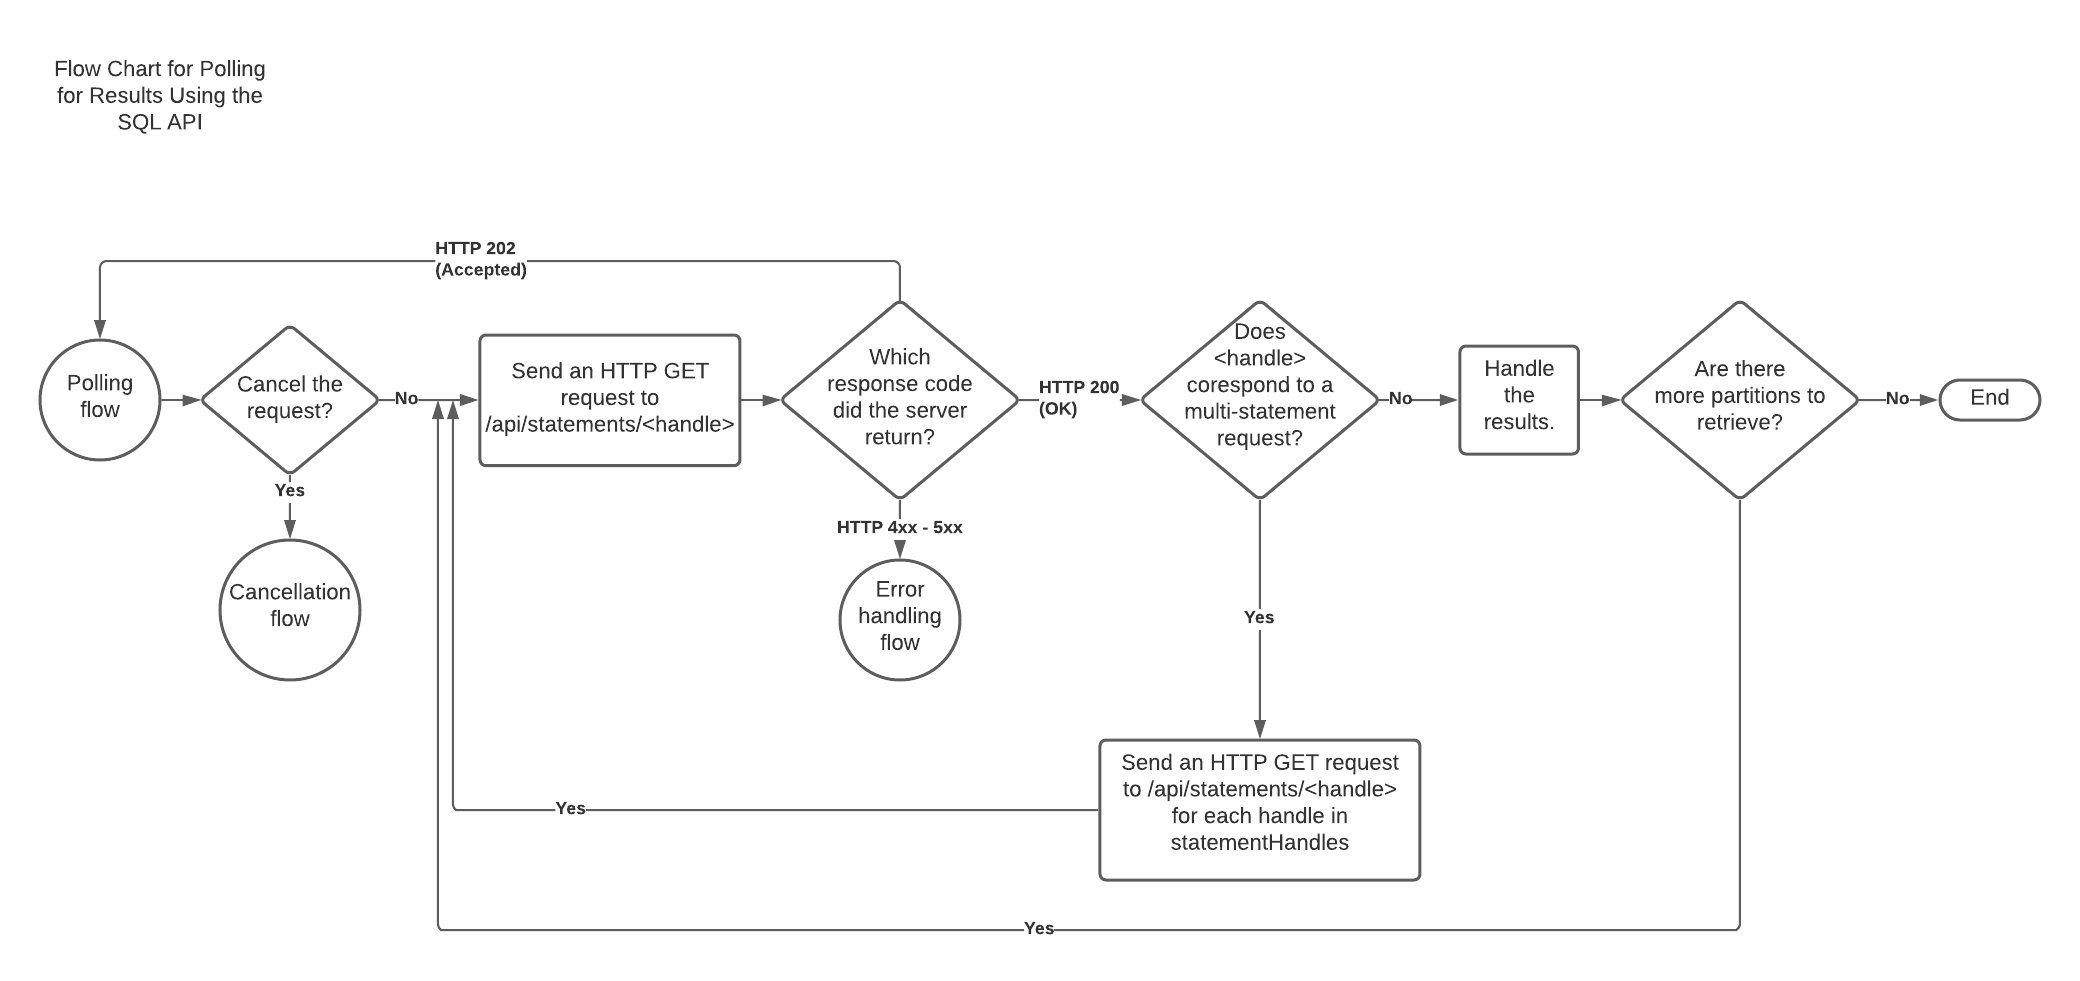 Flow Chart for Polling
for Results Using the
SQL API
HTTP 202
(Accepted)
Polling
flow
Cancel the
request?
No
Yes
Cancellation
flow
Send an HTTP GET
request to
/api/statements/<handle>
Which
response code
did the server
return?
HTTP 200
(OK)
HTTP 4xx - 5xx
Error
handling
flow
Does
<handle>
corespond to a
multi-statement
request?
No
Yes
Handle
the
results.
Are there
more partitions to
retrieve?
No
End
Send an HTTP GET request
to /api/statements/<handle>
for each handle in
statementHandles
Yes
Yes